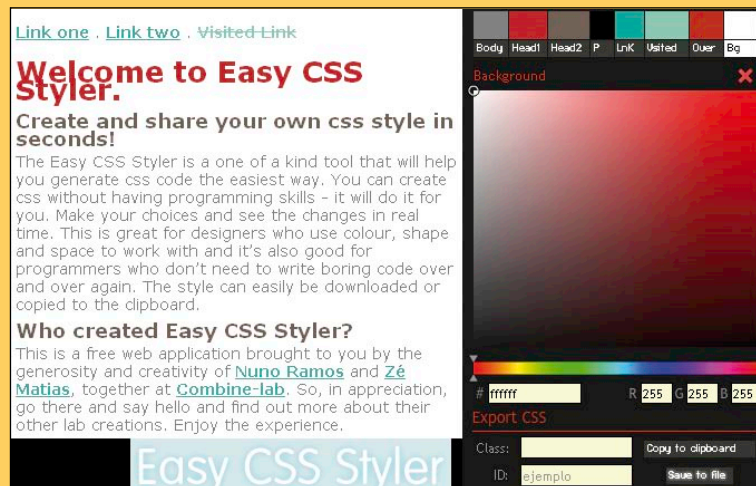 Link one . Link two . Visited Link
Welcome to Easy CSS
Styler.
Create and share your own css style in
seconds!
The Easy CSS Styler is a one of a kind tool that will help
you generate css code the easiest way. You can create
css without having programming skills - it will do it for
you. Make your choices and see the changes in real
time. This is great for designers who use colour, shape
and space to work with and it's also good for
programmers who don't need to write boring code over
and over again. The style can easily be downloaded or
copied to the clipboard.
Who created Easy CSS Styler?
This is a free web application brought to you by the
generosity and creativity of Nuno Ramos and Zé
Matias, together at Combine-lab. So, in appreciation,
go there and say hello and find out more about their
other lab creations. Enjoy the experience.
Easy CSS Styler
Body Head1 Head2 P LnK Visited Over Bg
Background
# ffffff R 255 G 255 B 255
Export CSS
Class: Copy to clipboard
ID: ejemplo Save to file